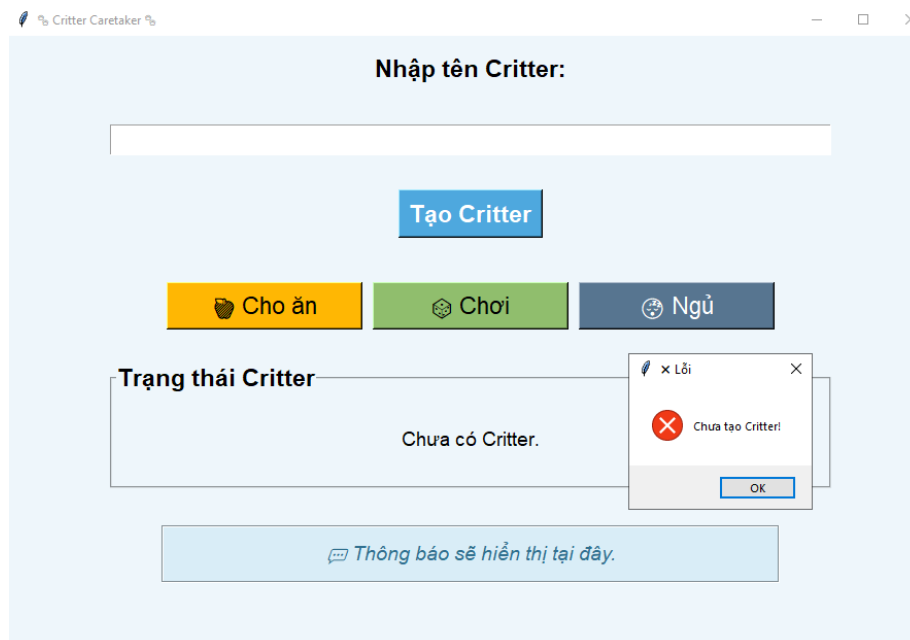 Critter Caretaker
Nhập tên Critter:
Tạo Critter
Cho ăn
Chơi
Ngủ
Trạng thái Critter
Chưa có Critter.
× Lỗi
Chưa tạo Critter!
OK
Thông báo sẽ hiển thị tại đây.